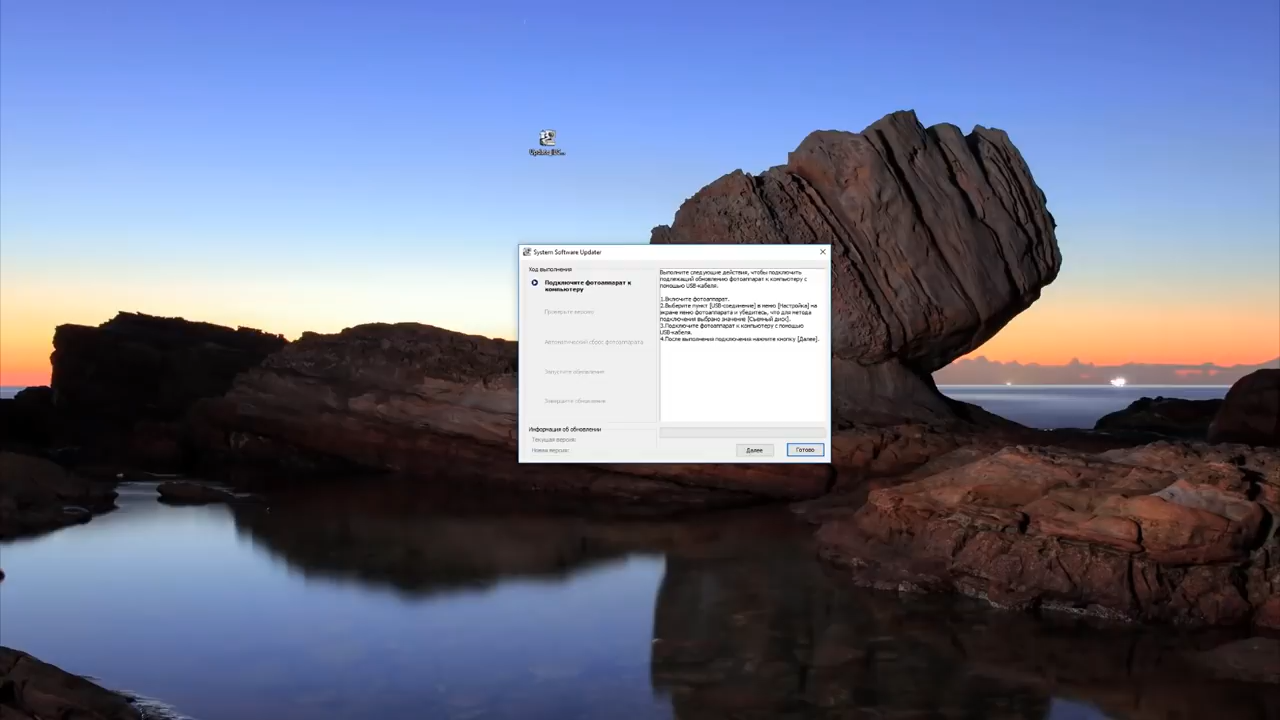 System Software Updater
Ход выполнения
Подключите фотоаппарат к
компьютеру
Проверьте версию
Автоматический сброс фотоаппарата
Запустите обновление
Завершите обновление
Информация об обновлении
Текущая версия:
Новая версия:
Выполните следующие действия, чтобы подключить
подлежащий обновлению фотоаппарат к компьютеру с
помощью USB-кабеля.
1.Включите фотоаппарат.
2.Выберите пункт [USB-соединение] в меню [Настройка] на
экране меню фотоаппарата и убедитесь, что для метода
подключения выбрано значение [Съемный диск].
3.Подключите фотоаппарат к компьютеру с помощью
USB-кабеля.
4.После выполнения подключения нажмите кнопку [Далее].
Далее
Готово